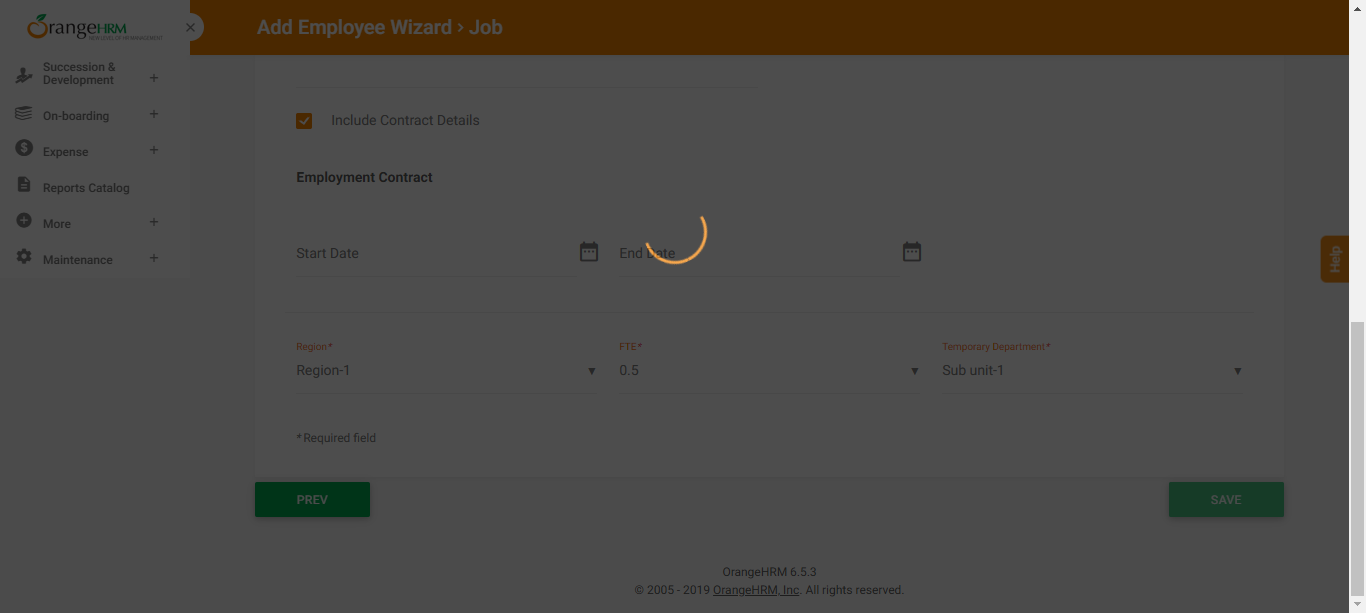 OrangeHRM
Add Employee Wizard › Job
Succession &
Development
On-boarding
Expense
Reports Catalog
More
Maintenance
Include Contract Details
Employment Contract
Start Date
End Date
Region*
FTE*
Temporary Department*
Region-1
0.5
Sub unit-1
*Required field
PREV
SAVE
Help
OrangeHRM 6.5.3
© 2005 - 2019 OrangeHRM, Inc. All rights reserved.